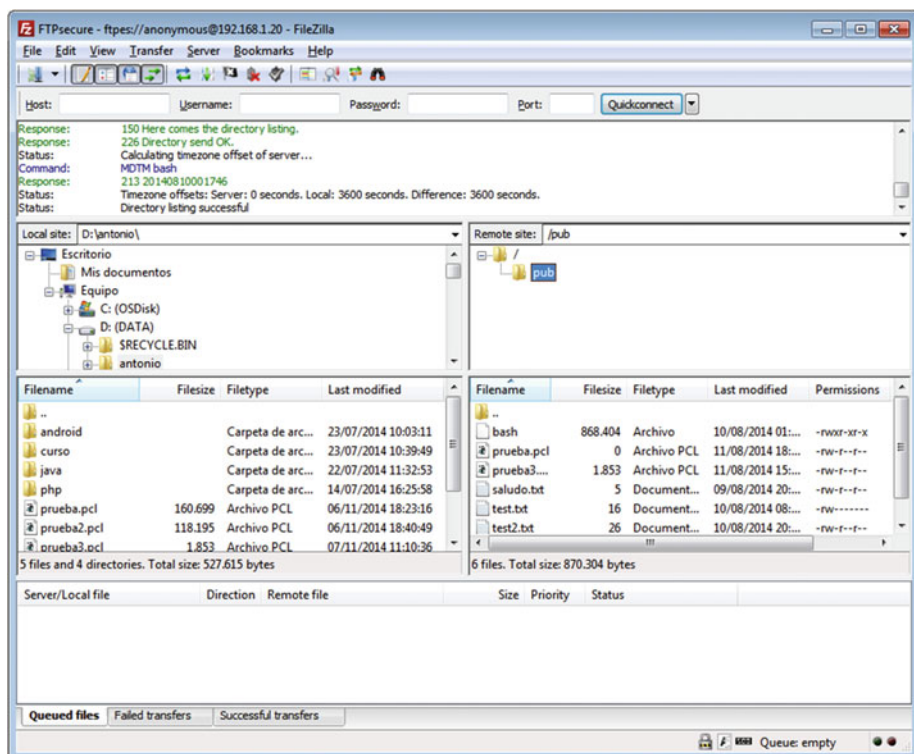 FTPsecure - ftpes://anonymous@192.168.1.20 - FileZilla
File Edit View Transfer Server Bookmarks Help
Host: Username: Password: Port: Quickconnect
Response: 150 Here comes the directory listing.
Response: 226 Directory send OK.
Status: Calculating timezone offset of server...
Command: MDTM bash
Response: 213 20140810001746
Status: Timezone offsets: Server: 0 seconds. Local: 3600 seconds. Difference: 3600 seconds.
Status: Directory listing successful
Local site: D:\antonio\
Escritorio
Mis documentos
Equipo
C: (OSDisk)
D: (DATA)
$RECYCLE.BIN
antonio
Remote site: /pub
/
pub
Filename Filesize Filetype Last modified
..
android Carpeta de arc... 23/07/2014 10:03:11
curso Carpeta de arc... 23/07/2014 10:39:49
java Carpeta de arc... 22/07/2014 11:32:53
php Carpeta de arc... 14/07/2014 16:25:58
prueba.pcl 160.699 Archivo PCL 06/11/2014 18:23:16
prueba2.pcl 118.195 Archivo PCL 06/11/2014 18:40:49
prueba3.pcl 1.853 Archivo PCL 07/11/2014 11:10:36
5 files and 4 directories. Total size: 527.615 bytes
Filename Filesize Filetype Last modified Permissions
..
bash 868.404 Archivo 10/08/2014 01:... -rwxr-xr-x
prueba.pcl 0 Archivo PCL 11/08/2014 18:... -rw-r--r--
prueba3.... 1.853 Archivo PCL 11/08/2014 15:... -rw-r--r--
saludo.txt 5 Document... 09/08/2014 20:... -rw-r--r--
test.txt 16 Document... 10/08/2014 08:... -rw-------
test2.txt 26 Document... 10/08/2014 20:... -rw-r--r--
6 files. Total size: 870.304 bytes
Server/Local file Direction Remote file Size Priority Status
Queued files Failed transfers Successful transfers
Queue: empty